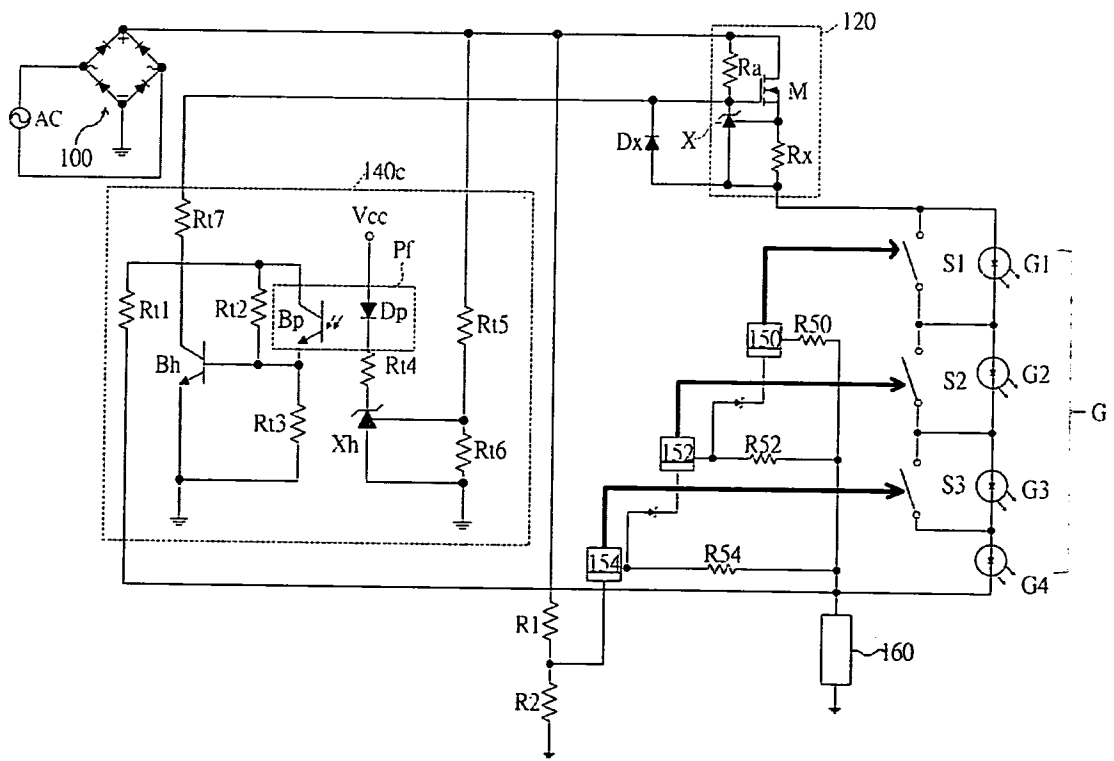 120
Ra
M
AC
X
Dx
100
Rx
140c
Rt7
Vcc
Pf
S1
G1
Rt1
Rt2
Bp
Dp
Rt5
150
R50
Bh
Rt4
S2
G2
G
Rt3
Xh
Rt6
152
R52
S3
G3
154
R54
G4
R1
160
R2